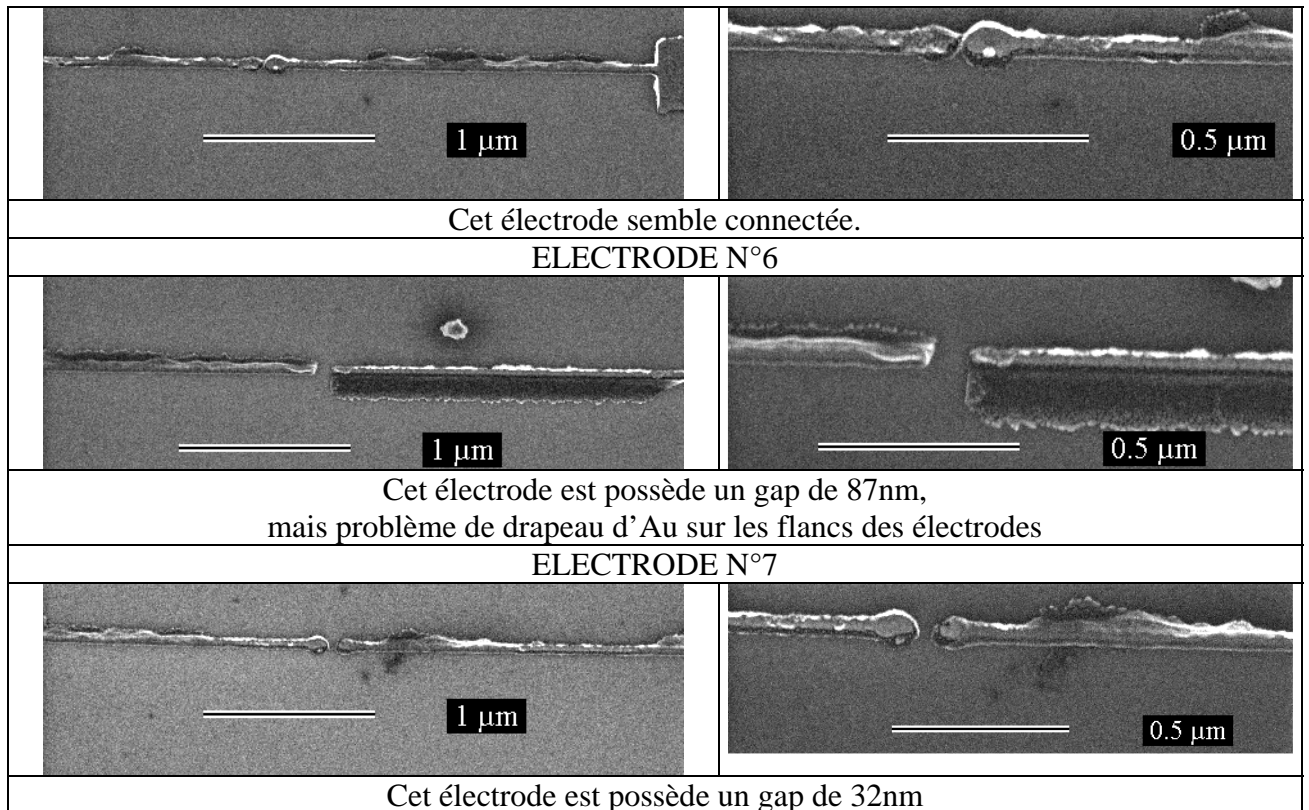 1 µm
0.5 µm
Cet électrode semble connectée.
ELECTRODE N°6
1 µm
0.5 µm
Cet électrode est possède un gap de 87nm,
mais problème de drapeau d’Au sur les flancs des électrodes
ELECTRODE N°7
1 µm
0.5 µm
Cet électrode est possède un gap de 32nm